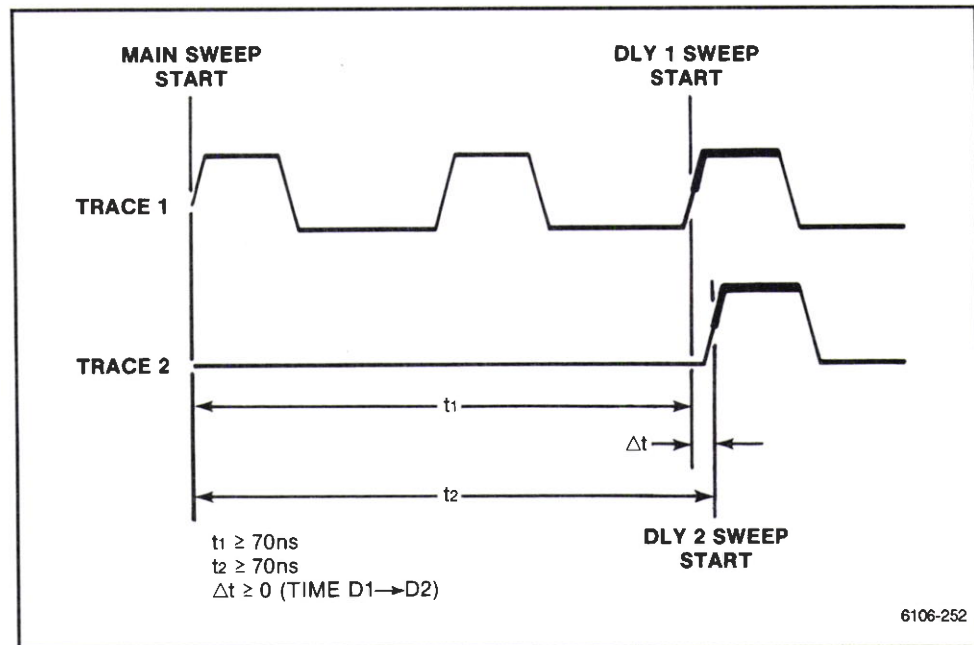 MAIN SWEEP
START
DLY 1 SWEEP
START
TRACE 1
TRACE 2
t1
Δt
t2
t1 ≥ 70ns
t2 ≥ 70ns
Δt ≥ 0 (TIME D1→D2)
DLY 2 SWEEP
START
6106-252